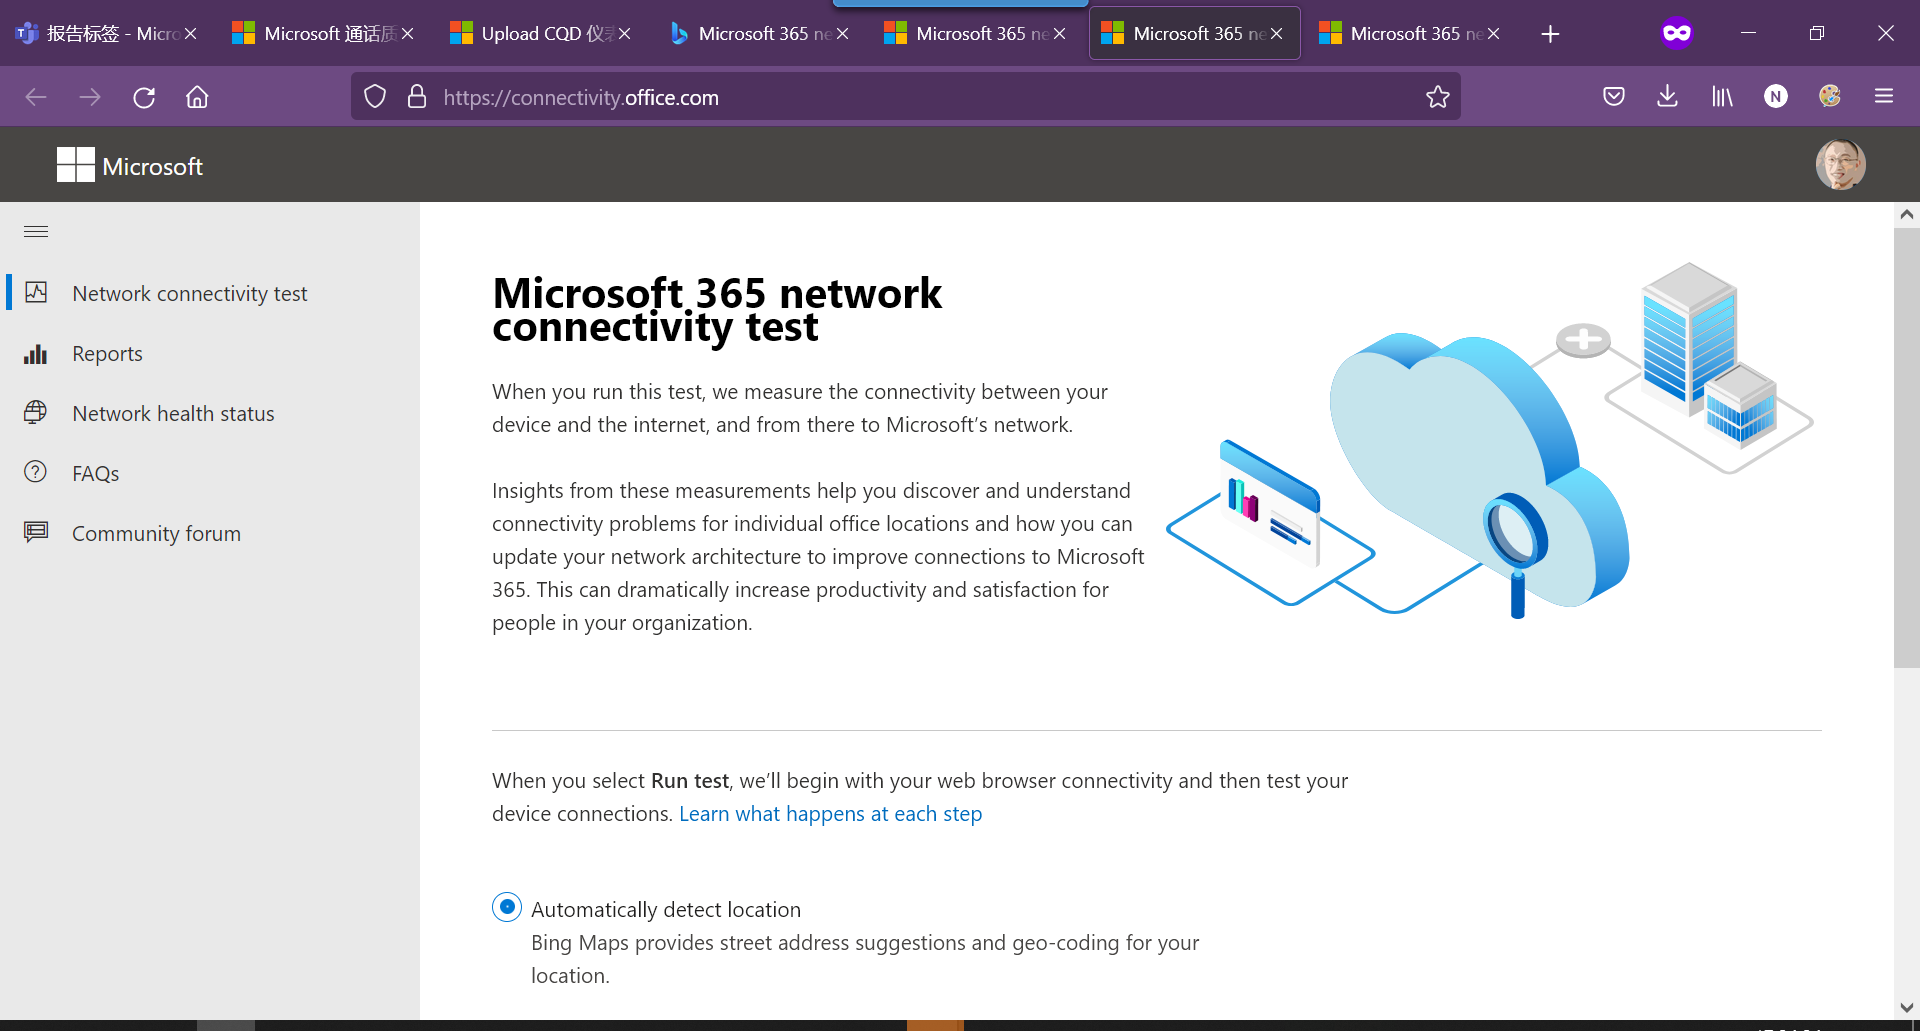 报告标签 - Micro
Microsoft 通话质
Upload CQD 仪表
Microsoft 365 ne
Microsoft 365 ne
Microsoft 365 ne
Microsoft 365 ne
https://connectivity.office.com
N
Microsoft
Network connectivity test
Reports
Network health status
FAQs
Community forum
Microsoft 365 network
connectivity test
When you run this test, we measure the connectivity between your
device and the internet, and from there to Microsoft’s network.
Insights from these measurements help you discover and understand
connectivity problems for individual office locations and how you can
update your network architecture to improve connections to Microsoft
365. This can dramatically increase productivity and satisfaction for
people in your organization.
When you select Run test, we’ll begin with your web browser connectivity and then test your
device connections. Learn what happens at each step
Automatically detect location
Bing Maps provides street address suggestions and geo-coding for your
location.